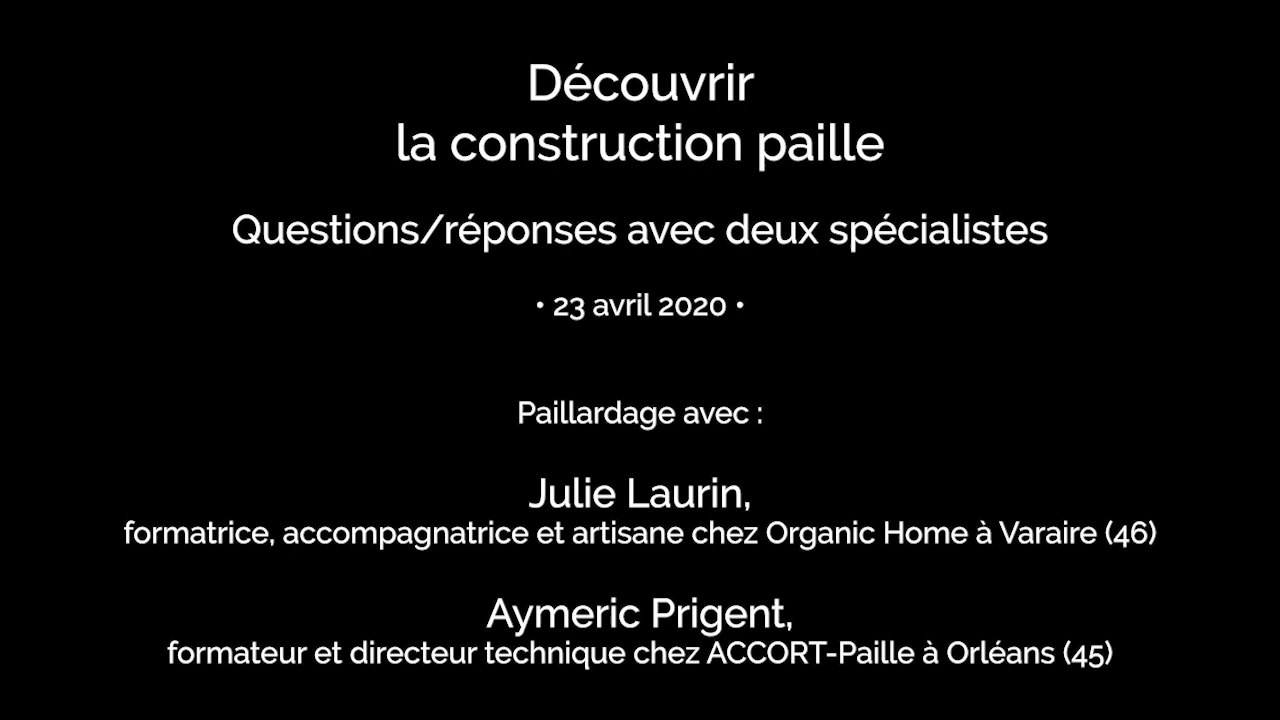 Découvrir
la construction paille
Questions/réponses avec deux spécialistes
• 23 avril 2020 •
Paillardage avec :
Julie Laurin,
formatrice, accompagnatrice et artisane chez Organic Home à Varaire (46)
Aymeric Prigent,
formateur et directeur technique chez ACCORT-Paille à Orléans (45)